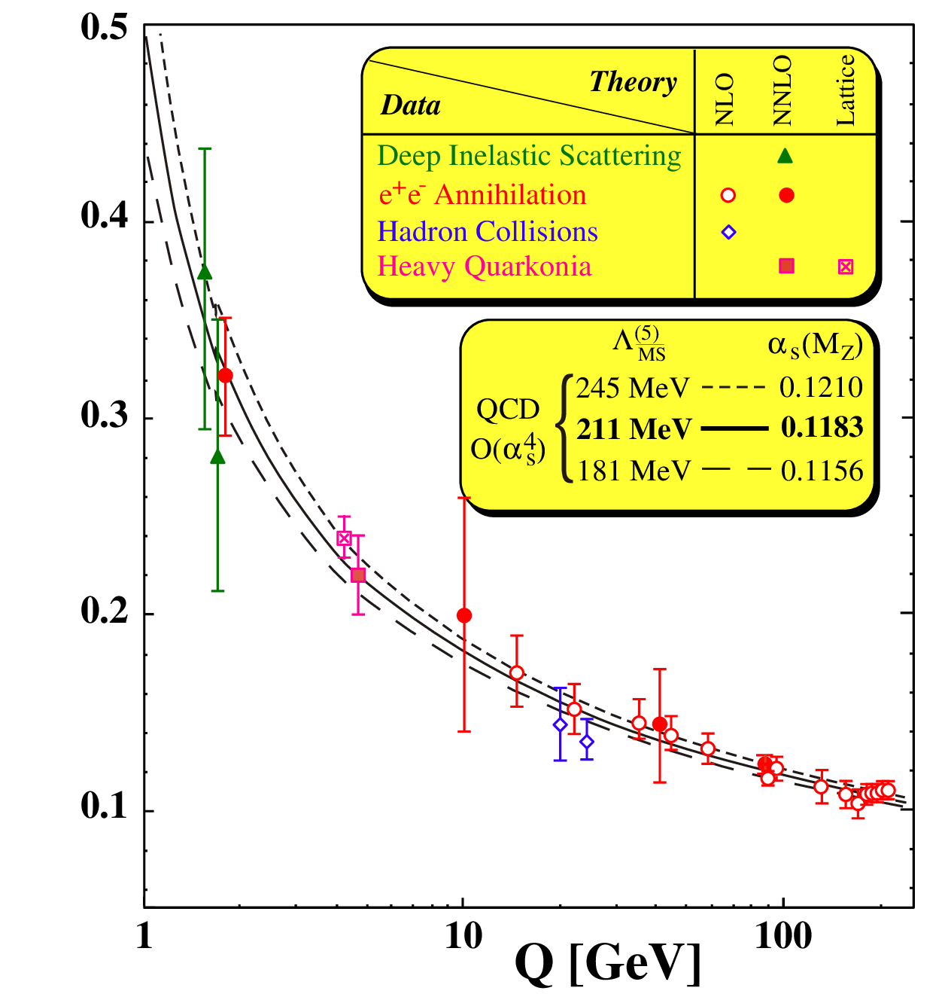 0.5
0.4
0.3
0.2
0.1
Theory
Data
NLO
NNLO
Lattice
Deep Inelastic Scattering
e⁺e⁻ Annihilation
Hadron Collisions
Heavy Quarkonia
Λ(5) MS αs(MZ)
QCD
O(αs⁴)
245 MeV 0.1210
211 MeV 0.1183
181 MeV 0.1156
1 10 100
Q [GeV]